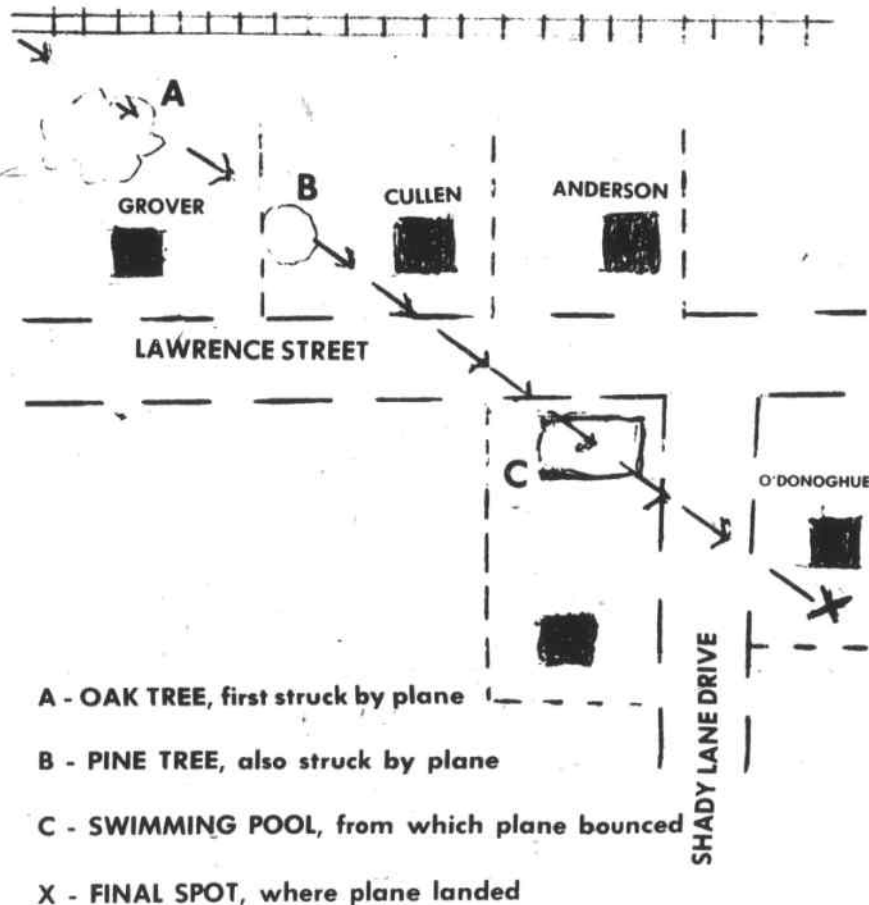 A
GROVER
B
CULLEN
ANDERSON
LAWRENCE STREET
C
O'DONOGHUE
X
SHADY LANE DRIVE
A - OAK TREE, first struck by plane
B - PINE TREE, also struck by plane
C - SWIMMING POOL, from which plane bounced
X - FINAL SPOT, where plane landed